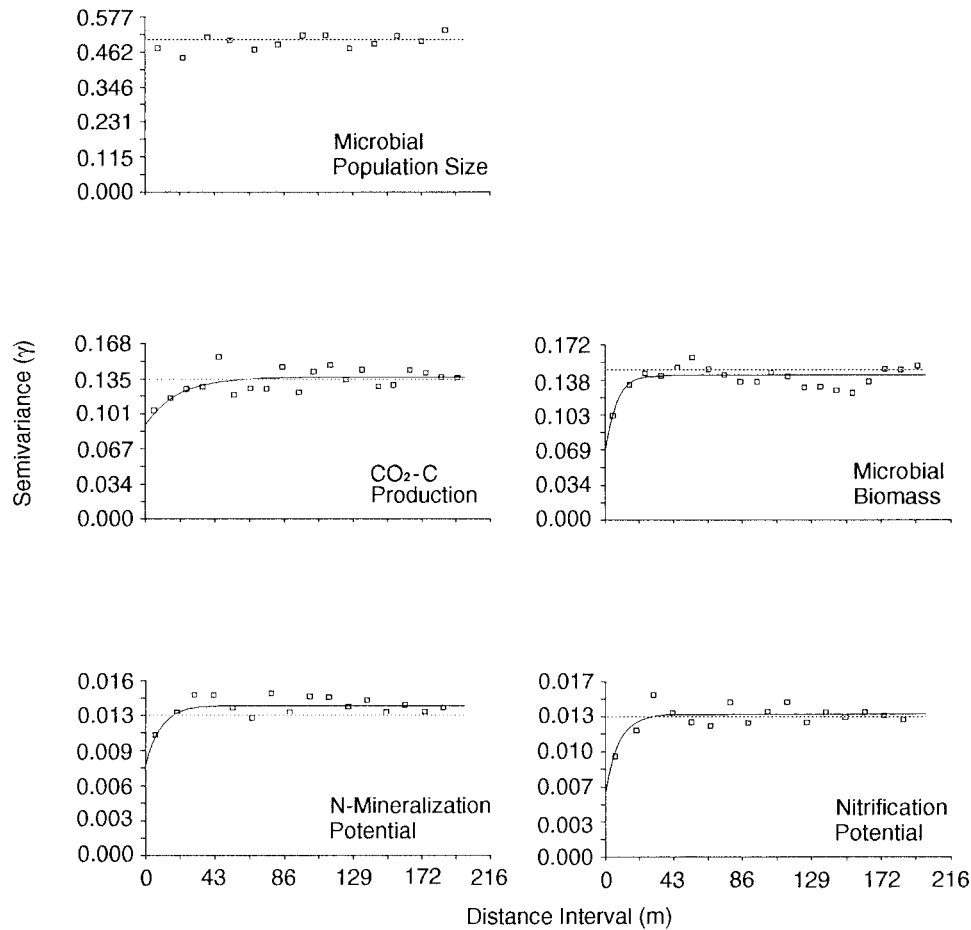 0.577
0.462
0.346
0.231
0.115
0.000
Microbial
Population Size
Semivariance (γ)
0.168
0.135
0.101
0.067
0.034
0.000
CO₂-C
Production
0.172
0.138
0.103
0.069
0.034
0.000
Microbial
Biomass
0.016
0.013
0.009
0.006
0.003
0.000
N-Mineralization
Potential
0 43 86 129 172 216
0.017
0.013
0.010
0.007
0.003
0.000
Nitrification
Potential
0 43 86 129 172 216
Distance Interval (m)